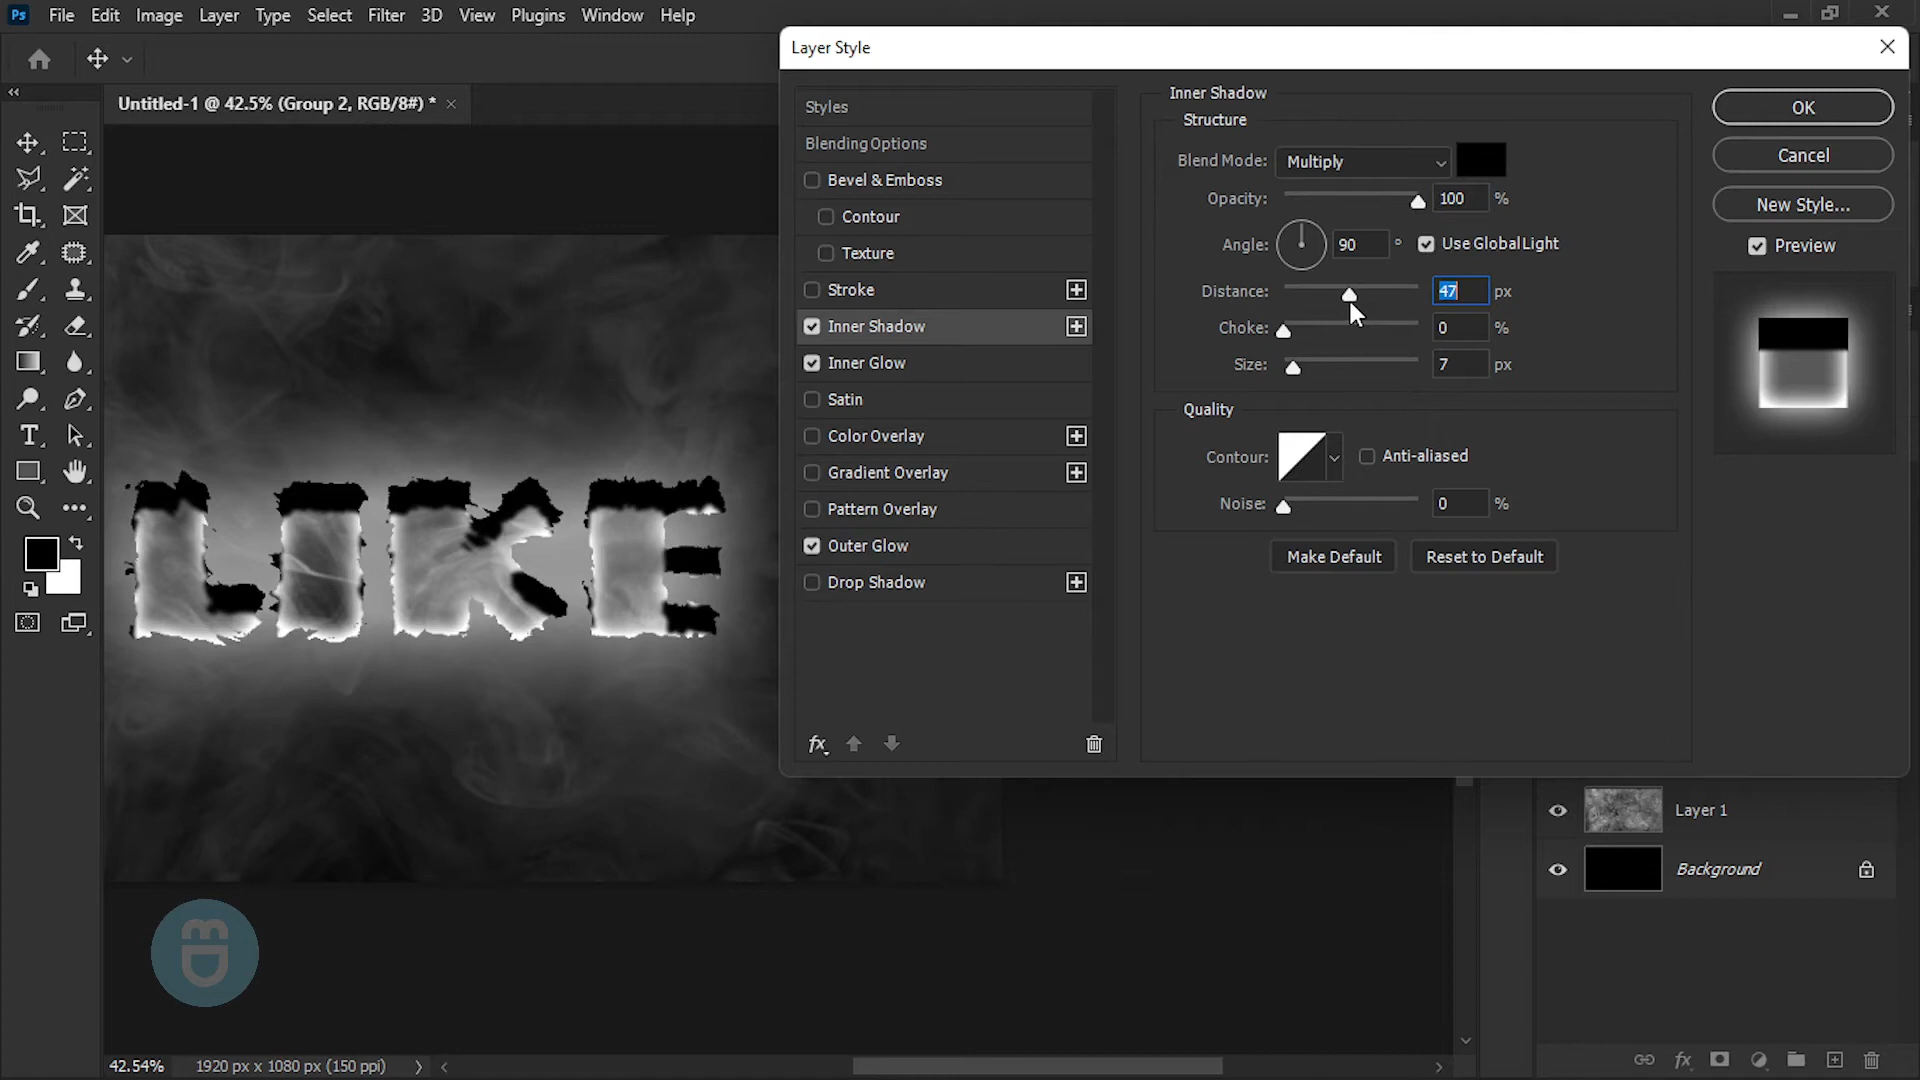 Ps File Edit Image Layer Type Select Filter 3D View Plugins Window Help
Layer Style
Untitled-1 @ 42.5% (Group 2, RGB/8#) *
Styles
Blending Options
Bevel & Emboss
Contour
Texture
Stroke
Inner Shadow
Inner Glow
Satin
Color Overlay
Gradient Overlay
Pattern Overlay
Outer Glow
Drop Shadow
fx
Inner Shadow
Structure
Blend Mode: Multiply
Opacity: 100 %
Angle: 90 ° Use Global Light
Distance: 47 px
Choke: 0 %
Size: 7 px
Quality
Contour: Anti-aliased
Noise: 0 %
Make Default Reset to Default
OK
Cancel
New Style...
Preview
LIKE
Layer 1
Background
fx
42.54% 1920 px x 1080 px (150 ppi)